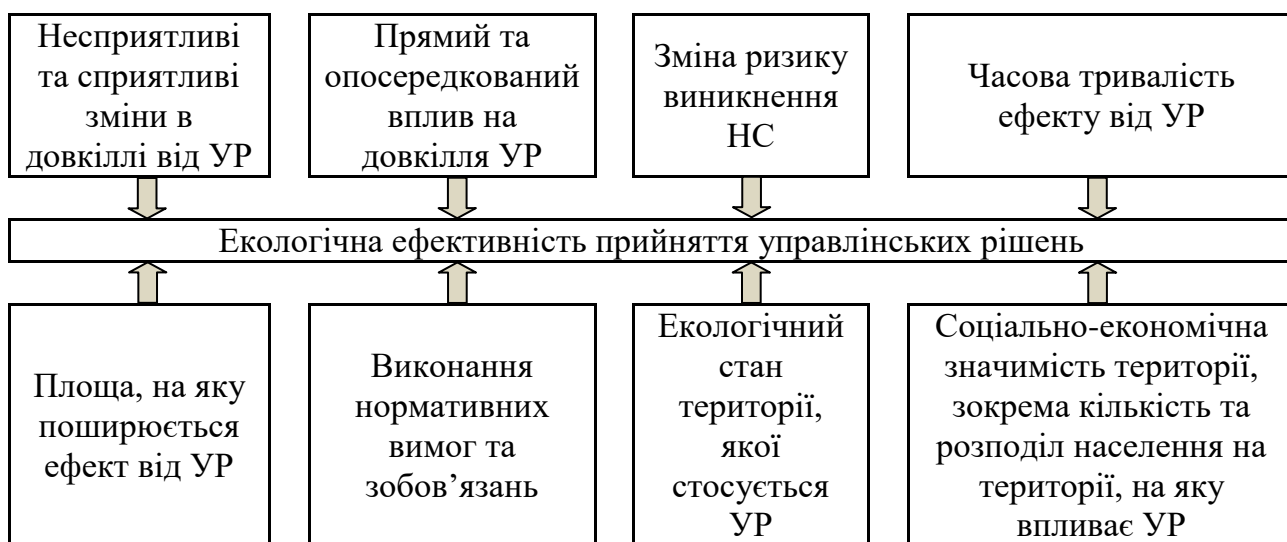 Несприятливі
та сприятливі
зміни в
довкіллі від УР
Прямий та
опосередкований
вплив на
довкілля УР
Зміна ризику
виникнення
НС
Часова тривалість
ефекту від УР
Екологічна ефективність прийняття управлінських рішень
Площа, на яку
поширюється
ефект від УР
Виконання
нормативних
вимог та
зобов’язань
Екологічний
стан
території,
якої
стосується
УР
Соціально-економічна
значимість території,
зокрема кількість та
розподіл населення на
території, на яку
впливає УР